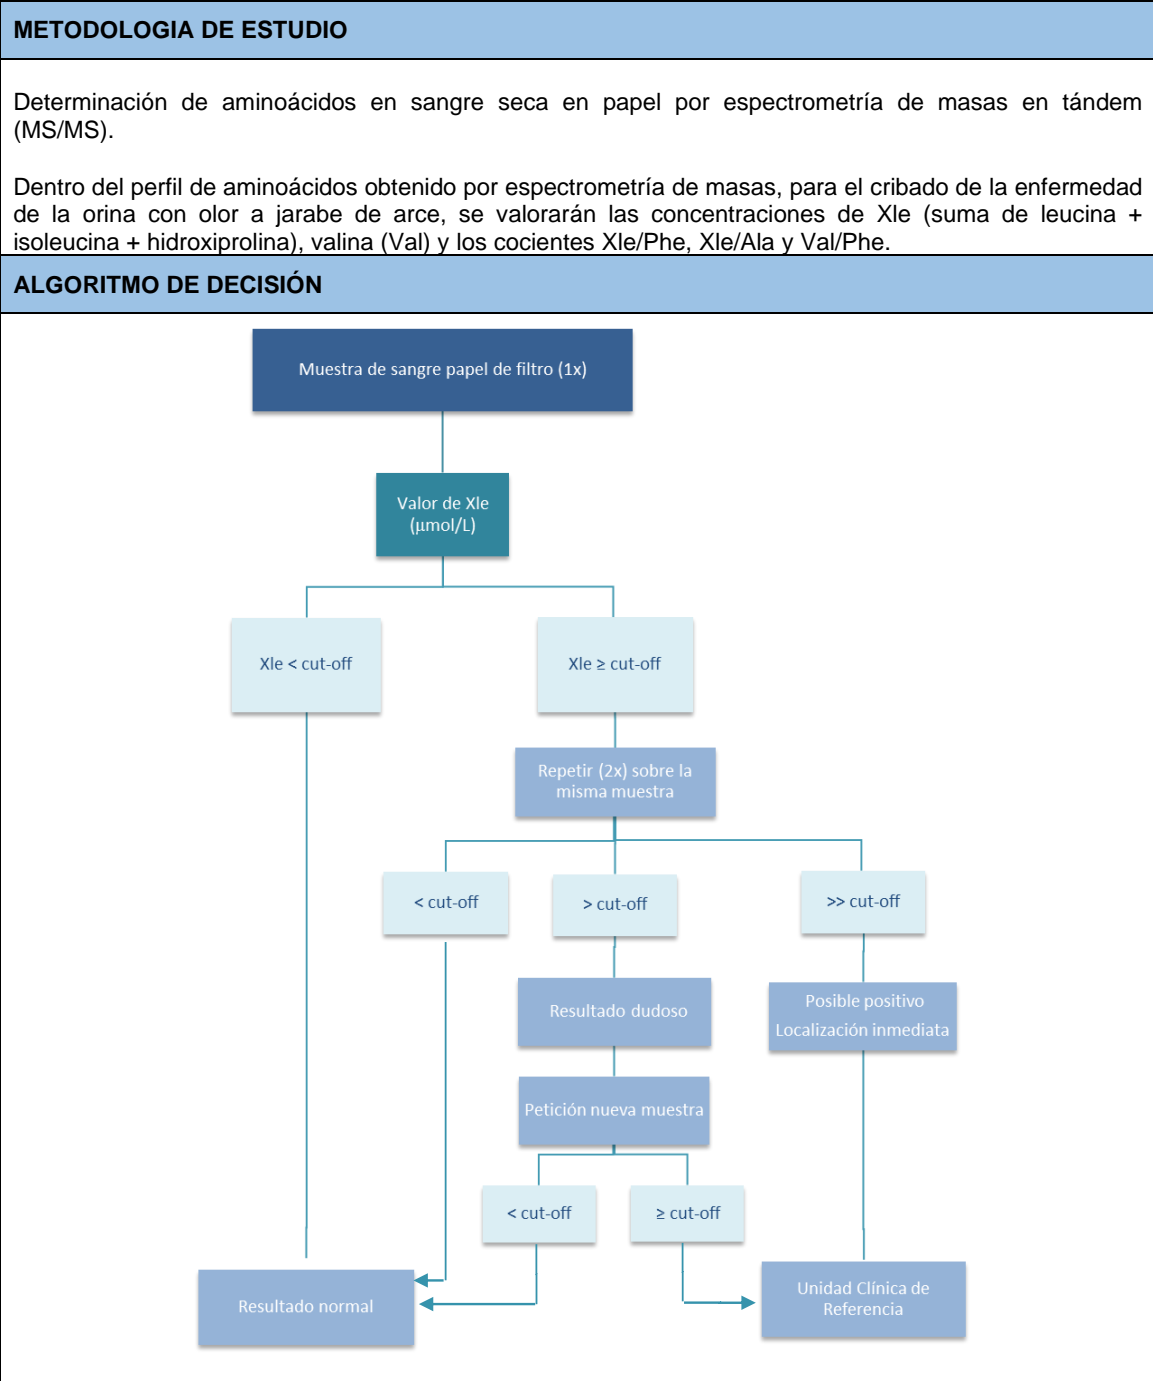 METODOLOGIA DE ESTUDIO
Determinación de aminoácidos en sangre seca en papel por espectrometría de masas en tándem
(MS/MS).
Dentro del perfil de aminoácidos obtenido por espectrometría de masas, para el cribado de la enfermedad
de la orina con olor a jarabe de arce, se valorarán las concentraciones de Xle (suma de leucina +
isoleucina + hidroxiprolina), valina (Val) y los cocientes Xle/Phe, Xle/Ala y Val/Phe.
ALGORITMO DE DECISIÓN
Muestra de sangre papel de filtro (1x)
Valor de Xle
(μmol/L)
Xle < cut-off
Xle ≥ cut-off
Repetir (2x) sobre la
misma muestra
< cut-off
> cut-off
>> cut-off
Resultado dudoso
Posible positivo
Localización inmediata
Petición nueva muestra
< cut-off
≥ cut-off
Resultado normal
Unidad Clínica de
Referencia